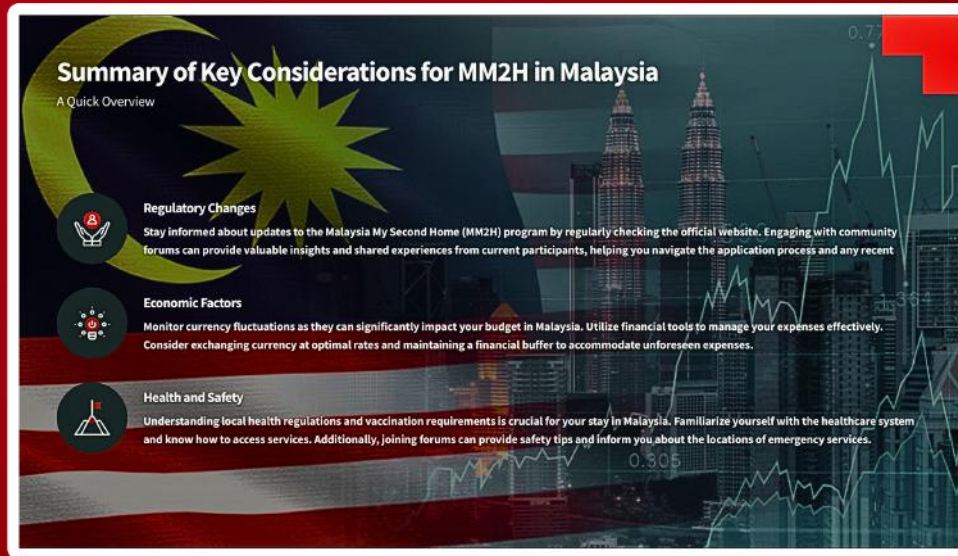 Summary of Key Considerations for MM2H in Malaysia
A Quick Overview
Regulatory Changes
Stay informed about updates to the Malaysia My Second Home (MM2H) program by regularly checking the official website. Engaging with community
forums can provide valuable insights and shared experiences from current participants, helping you navigate the application process and any recent
Economic Factors
Monitor currency fluctuations as they can significantly impact your budget in Malaysia. Utilize financial tools to manage your expenses effectively.
Consider exchanging currency at optimal rates and maintaining a financial buffer to accommodate unforeseen expenses.
Health and Safety
Understanding local health regulations and vaccination requirements is crucial for your stay in Malaysia. Familiarize yourself with the healthcare system
and know how to access services. Additionally, joining forums can provide safety tips and inform you about the locations of emergency services.
0.305